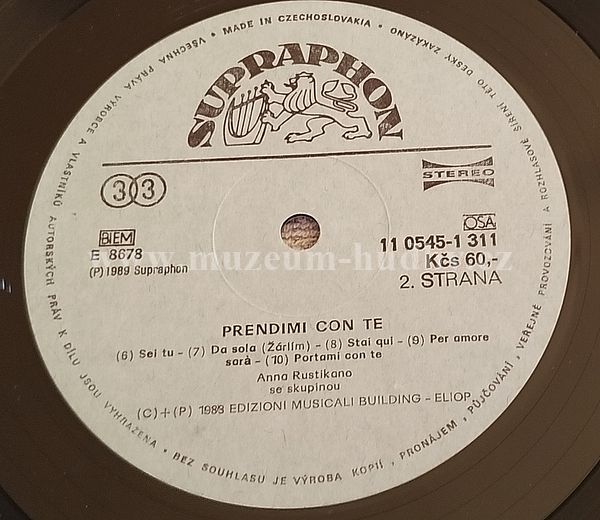 SUPRAPHON
33
STEREO
BIEM
E 8678
(P) 1989 Supraphon
OSA
11 0545-1 311
Kčs 60,-
2. STRANA
www.muzeum-hudby.cz
PRENDIMI CON TE
(6) Sei tu – (7) Da sola (Žárlím) – (8) Stai qui – (9) Per amore
sarà – (10) Portami con te
Anna Rustikano
se skupinou
(C)+(P) 1989 EDIZIONI MUSICALI BUILDING - ELIOP
VŠECHNA PRÁVA VÝROBCE A VLASTNÍKŮ AUTORSKÝCH PRÁV K DÍLU JSOU VYHRAŽENA • BEZ SOUHLASU JE VÝROBA KOPIÍ, PRONÁJEM, PŮJČOVÁNÍ, VEŘEJNÉ PROVOZOVÁNÍ A ROZHLASOVÉ ŠÍŘENÍ TÉTO DESKY ZAKÁZÁNO • MADE IN CZECHOSLOVAKIA •